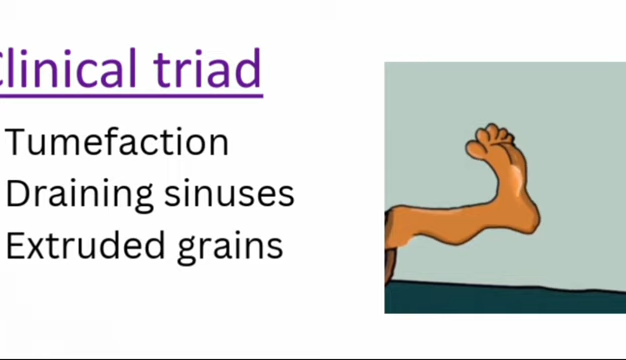 Clinical triad
Tumefaction
Draining sinuses
Extruded grains